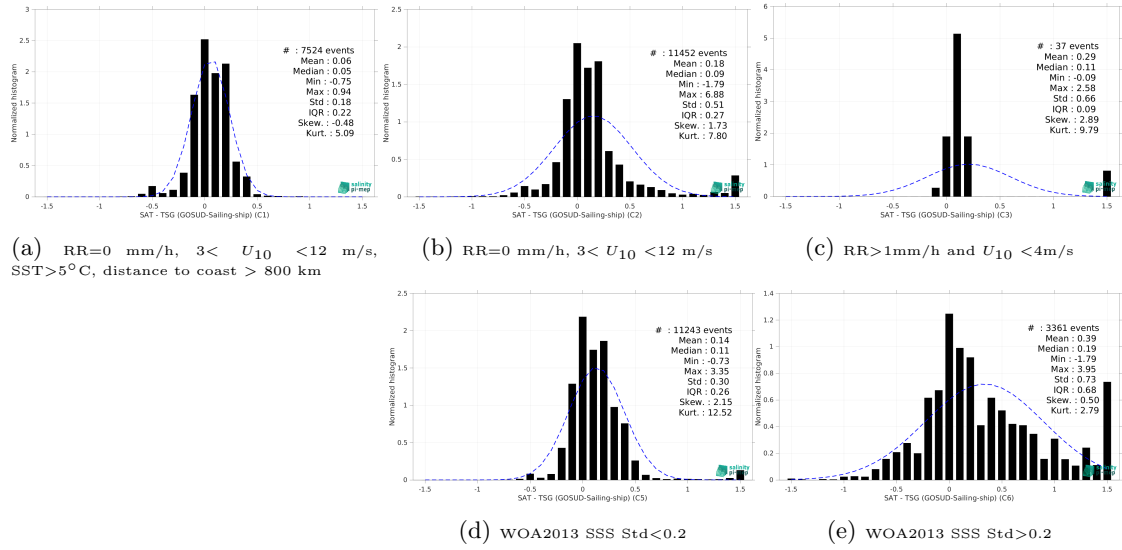 3
2.5
2
1.5
1
0.5
0
Normalized histogram
# : 7524 events
Mean : 0.06
Median : 0.05
Min : -0.75
Max : 0.94
Std : 0.18
IQR : 0.22
Skew. : -0.48
Kurt. : 5.09
salinity
pi-mep
-1.5 -1 -0.5 0 0.5 1 1.5
SAT - TSG (GOSUD-Sailing-ship) (C1)
(a) RR=0 mm/h, 3< U10 <12 m/s,
SST>5°C, distance to coast > 800 km
2.5
2
1.5
1
0.5
0
Normalized histogram
# : 11452 events
Mean : 0.18
Median : 0.09
Min : -1.79
Max : 6.88
Std : 0.51
IQR : 0.27
Skew. : 1.73
Kurt. : 7.80
salinity
pi-mep
-1.5 -1 -0.5 0 0.5 1 1.5
SAT - TSG (GOSUD-Sailing-ship) (C2)
(b) RR=0 mm/h, 3< U10 <12 m/s
6
5
4
3
2
1
0
Normalized histogram
# : 37 events
Mean : 0.29
Median : 0.11
Min : -0.09
Max : 2.58
Std : 0.66
IQR : 0.09
Skew. : 2.89
Kurt. : 9.79
salinity
pi-mep
-1.5 -1 -0.5 0 0.5 1 1.5
SAT - TSG (GOSUD-Sailing-ship) (C3)
(c) RR>1mm/h and U10 <4m/s
2.5
2
1.5
1
0.5
0
Normalized histogram
# : 11243 events
Mean : 0.14
Median : 0.11
Min : -0.73
Max : 3.35
Std : 0.30
IQR : 0.26
Skew. : 2.15
Kurt. : 12.52
salinity
pi-mep
-1.5 -1 -0.5 0 0.5 1 1.5
SAT - TSG (GOSUD-Sailing-ship) (C5)
(d) WOA2013 SSS Std<0.2
1.4
1.2
1
0.8
0.6
0.4
0.2
0
Normalized histogram
# : 3361 events
Mean : 0.39
Median : 0.19
Min : -1.79
Max : 3.95
Std : 0.73
IQR : 0.68
Skew. : 0.50
Kurt. : 2.79
salinity
pi-mep
-1.5 -1 -0.5 0 0.5 1 1.5
SAT - TSG (GOSUD-Sailing-ship) (C6)
(e) WOA2013 SSS Std>0.2